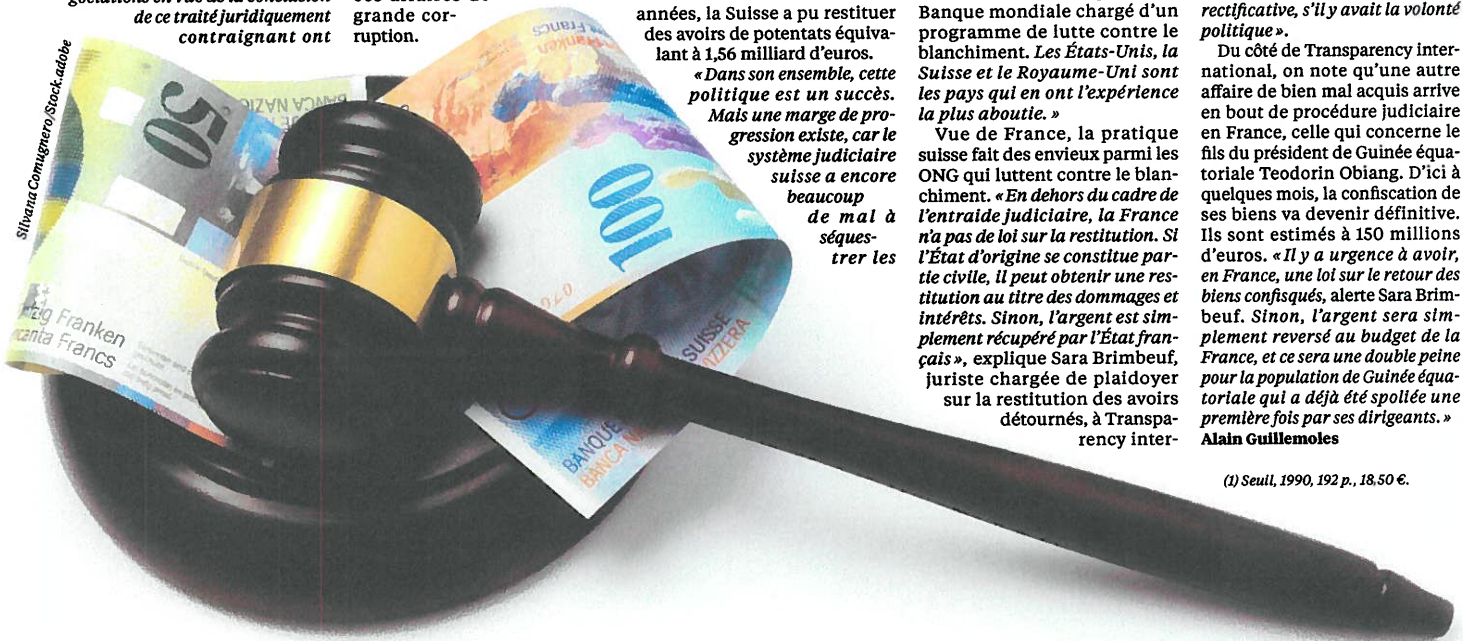 gociations en vue de la conclusion
de ce traité juridiquement
contraignant ont
grande cor-
ruption.
Silvana Comugnero/Stock.adobe
années, la Suisse a pu restituer
des avoirs de potentats équiva-
lant à 1,56 milliard d'euros.
«Dans son ensemble, cette
politique est un succès.
Mais une marge de pro-
gression existe, car le
système judiciaire
suisse a encore
beaucoup
de mal à
séques-
trer les
Banque mondiale chargé d'un
programme de lutte contre le
blanchiment. Les États-Unis, la
Suisse et le Royaume-Uni sont
les pays qui en ont l'expérience
la plus aboutie. »
Vue de France, la pratique
suisse fait des envieux parmi les
ONG qui luttent contre le blan-
chiment. «En dehors du cadre de
l'entraide judiciaire, la France
n'a pas de loi sur la restitution. Si
l'État d'origine se constitue par-
tie civile, il peut obtenir une res-
titution au titre des dommages et
intérêts. Sinon, l'argent est sim-
plement récupéré par l'État fran-
çais», explique Sara Brimbeuf,
juriste chargée de plaidoyer
sur la restitution des avoirs
détournés, à Transpa-
rency inter-
rectificative, s'il y avait la volonté
politique».
Du côté de Transparency inter-
national, on note qu'une autre
affaire de bien mal acquis arrive
en bout de procédure judiciaire
en France, celle qui concerne le
fils du président de Guinée équa-
toriale Teodorin Obiang. D'ici à
quelques mois, la confiscation de
ses biens va devenir définitive.
Ils sont estimés à 150 millions
d'euros. «Il y a urgence à avoir,
en France, une loi sur le retour des
biens confisqués, alerte Sara Brim-
beuf. Sinon, l'argent sera sim-
plement reversé au budget de la
France, et ce sera une double peine
pour la population de Guinée équa-
toriale qui a déjà été spoliée une
première fois par ses dirigeants.»
Alain Guillemoles
(1) Seuil, 1990, 192 p., 18,50 €.
50
BANCA NAZIO
Franken
Francs
100
SUISSE
BANQUE
BANCA